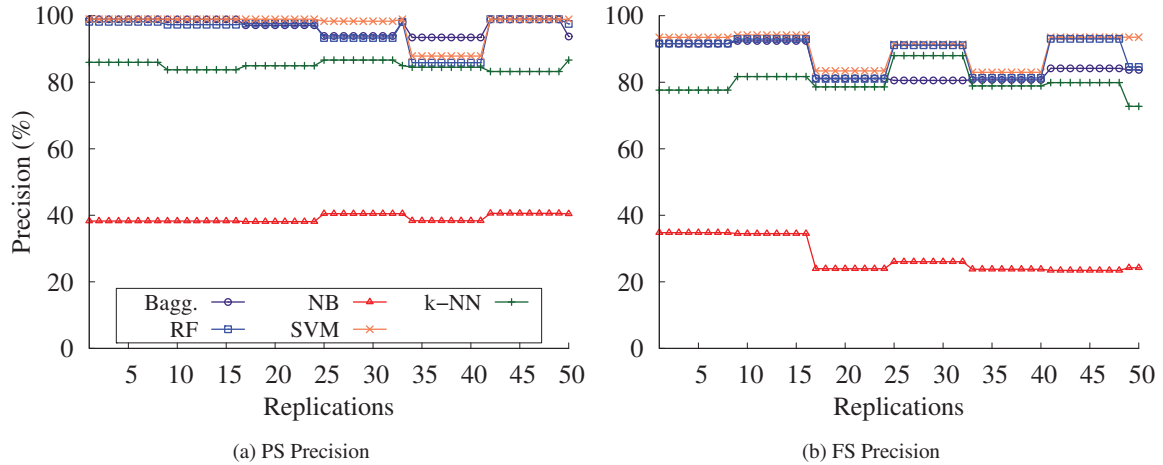 100
80
60
40
20
0
Precision (%)
5 10 15 20 25 30 35 40 45 50
Replications
Bagg. NB k-NN
RF SVM
(a) PS Precision
100
80
60
40
20
0
Precision (%)
5 10 15 20 25 30 35 40 45 50
Replications
(b) FS Precision